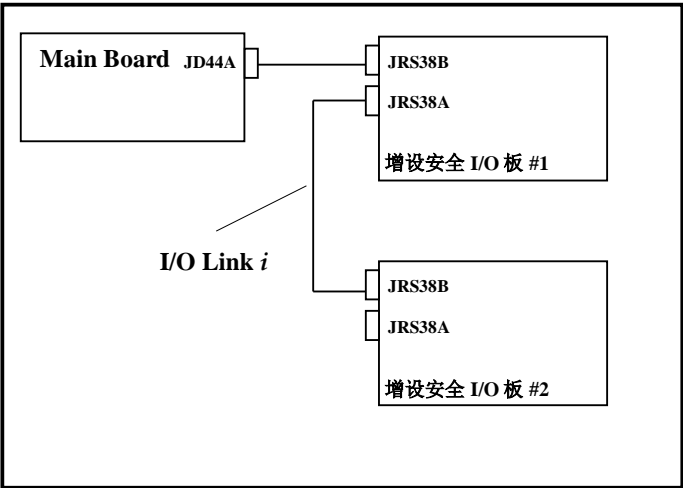 Main Board JD44A
JRS38B
JRS38A
增设安全 I/O 板 #1
I/O Link i
JRS38B
JRS38A
增设安全 I/O 板 #2